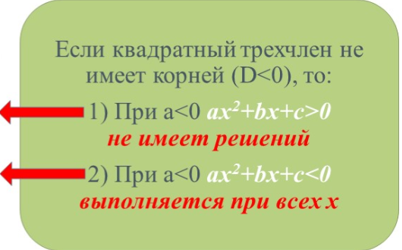 Если квадратный трехчлен не
имеет корней (D<0), то:
1) При a<0 ax²+bx+c>0
не имеет решений
2) При a<0 ax²+bx+c<0
выполняется при всех x